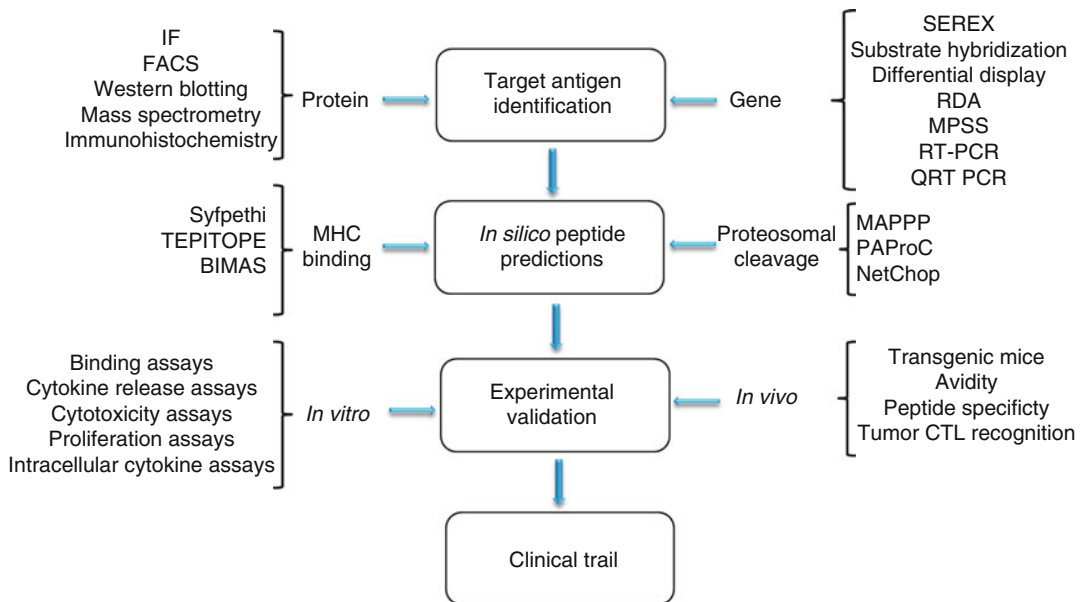 IF
FACS
Western blotting
Mass spectrometry
Immunohistochemistry
Protein
Target antigen
identification
Gene
SEREX
Substrate hybridization
Differential display
RDA
MPSS
RT-PCR
QRT PCR
Syfpethi
TEPITOPE
BIMAS
MHC
binding
In silico peptide
predictions
Proteosomal
cleavage
MAPPP
PAProC
NetChop
Binding assays
Cytokine release assays
Cytotoxicity assays
Proliferation assays
Intracellular cytokine assays
In vitro
Experimental
validation
In vivo
Transgenic mice
Avidity
Peptide specificty
Tumor CTL recognition
Clinical trail